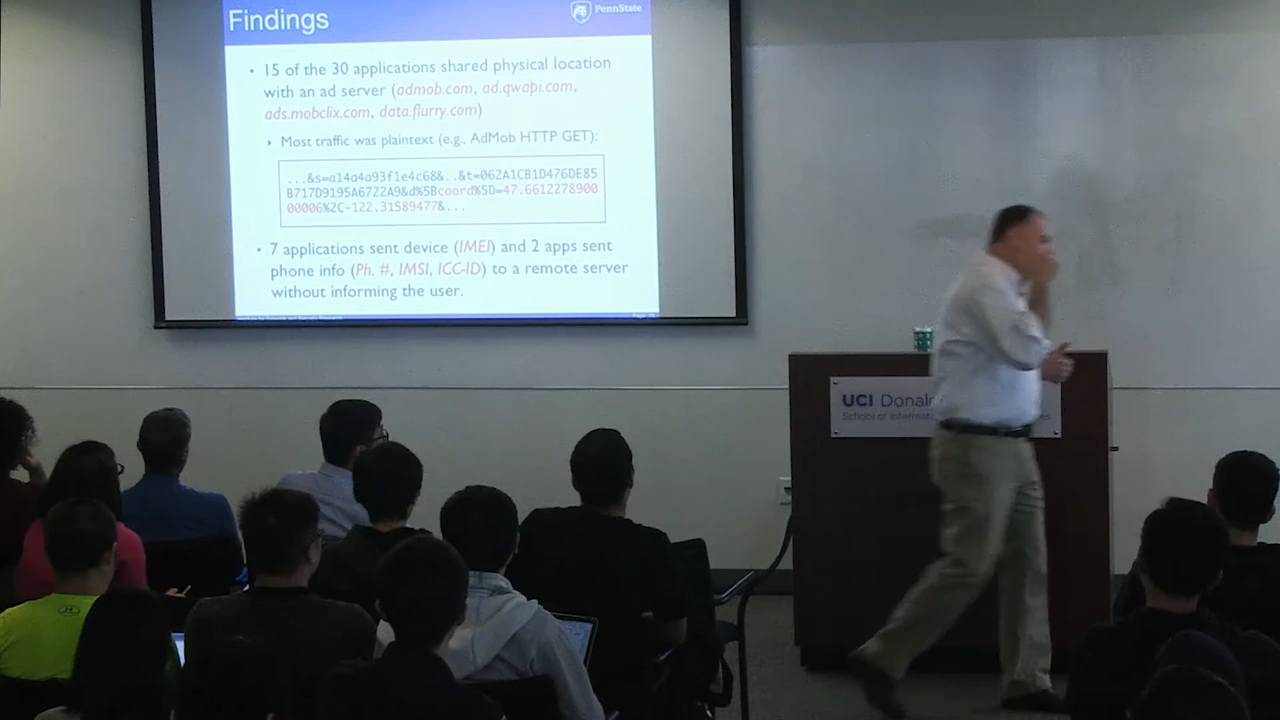 Findings
PennState
• 15 of the 30 applications shared physical location
with an ad server (admob.com, ad.qwapi.com,
ads.mobclix.com, data.flurry.com)
‣ Most traffic was plaintext (e.g., AdMob HTTP GET):
...&s=a14a4a93f1e4c68&..&t=062A1CB1D476DE85
B717D9195A6722A9&d%5Bcoord%5D=47.6612278900
00006%2C-122.31589477&...
• 7 applications sent device (IMEI) and 2 apps sent
phone info (Ph. #, IMSI, ICC-ID) to a remote server
without informing the user.
UCI Donal
School of Informat